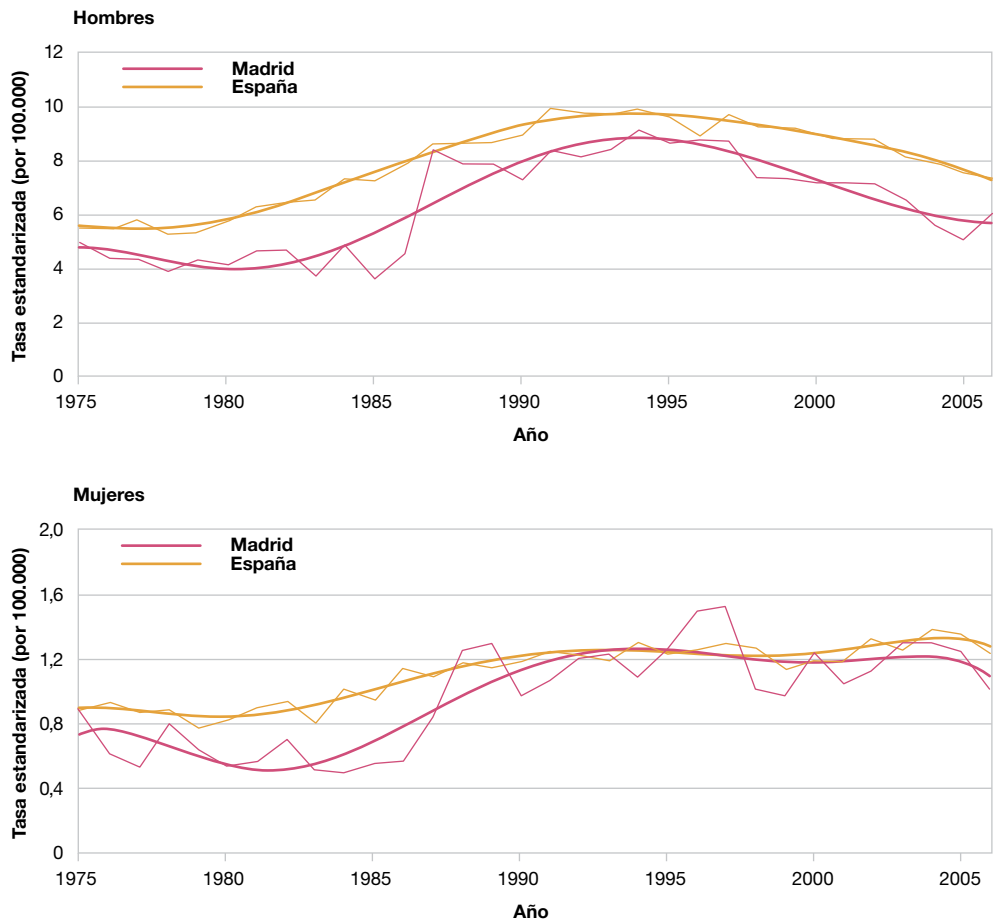 Hombres
Tasa estandarizada (por 100.000)
12
10
8
6
4
2
0
Madrid
España
1975 1980 1985 1990 1995 2000 2005
Año
Mujeres
Tasa estandarizada (por 100.000)
2,0
1,6
1,2
0,8
0,4
0
Madrid
España
1975 1980 1985 1990 1995 2000 2005
Año